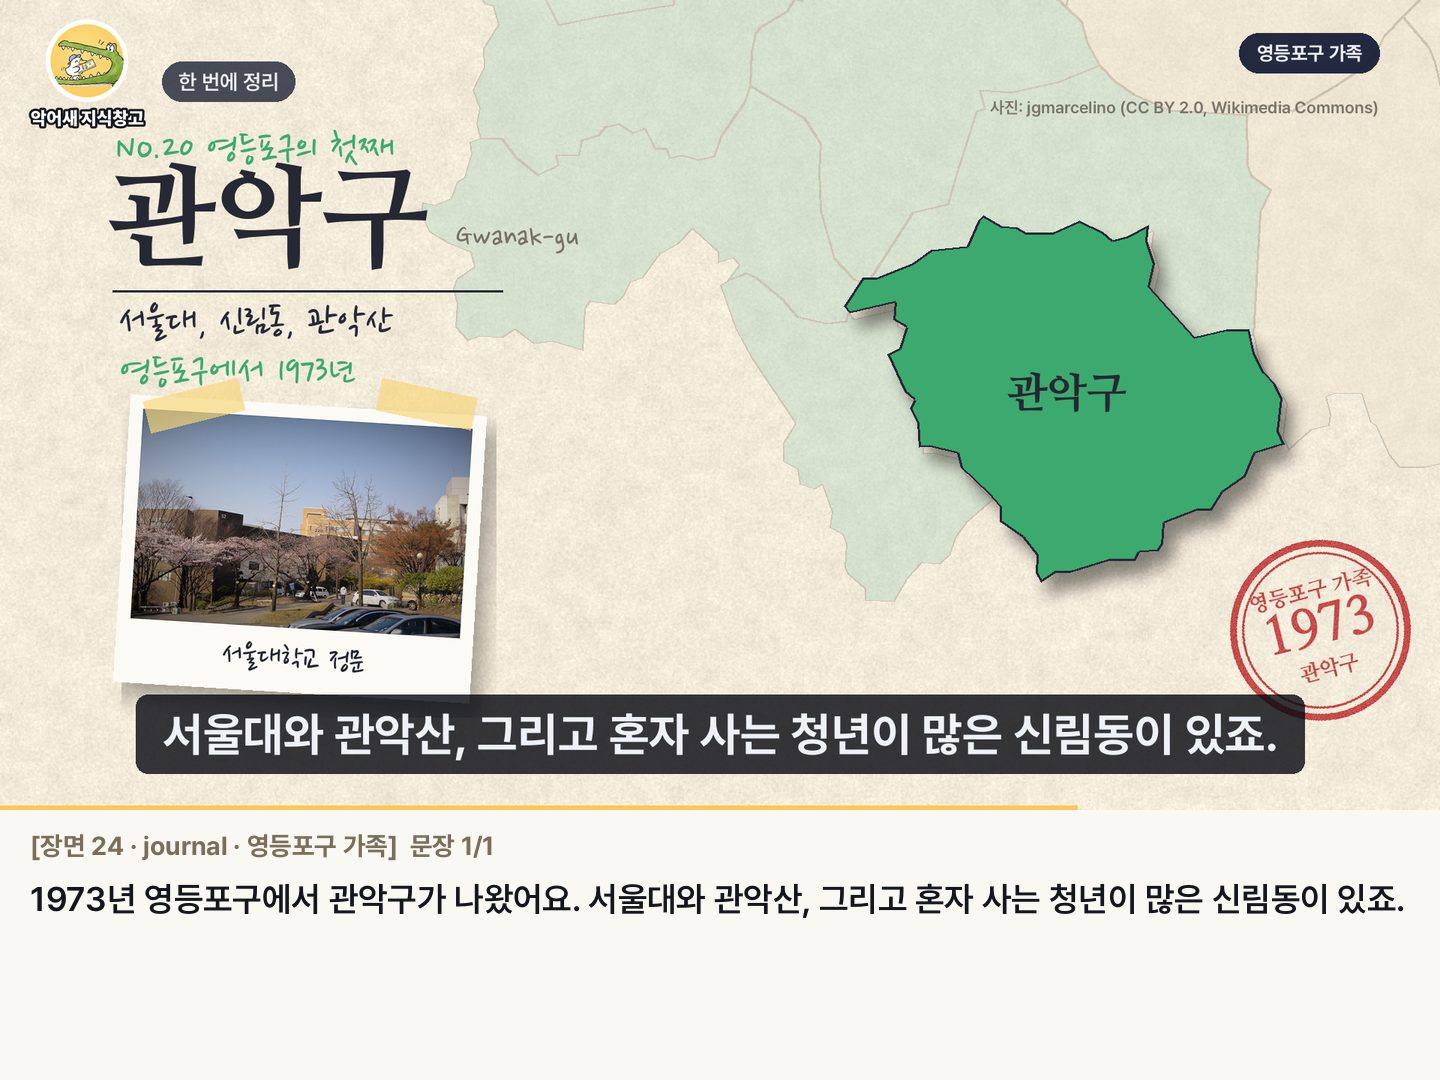 악어새 지식창고
한 번에 정리
영등포구 가족
사진: jgmarcelino (CC BY 2.0, Wikimedia Commons)
NO.20 영등포구의 첫째
관악구
Gwanak-gu
서울대, 신림동, 관악산
영등포구에서 1973년
관악구
서울대학교 정문
영등포구 가족
1973
관악구
서울대와 관악산, 그리고 혼자 사는 청년이 많은 신림동이 있죠.
[장면 24 · journal · 영등포구 가족] 문장 1/1
1973년 영등포구에서 관악구가 나왔어요. 서울대와 관악산, 그리고 혼자 사는 청년이 많은 신림동이 있죠.